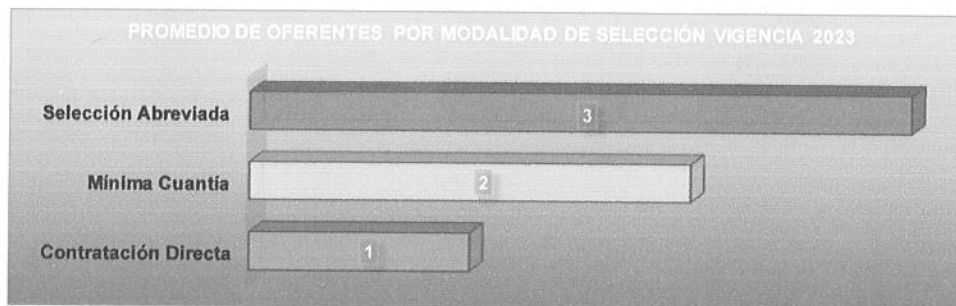 PROMEDIO DE OFERENTES POR MODALIDAD DE SELECCIÓN VIGENCIA 2023
Selección Abreviada 3
Mínima Cuantía 2
Contratación Directa 1